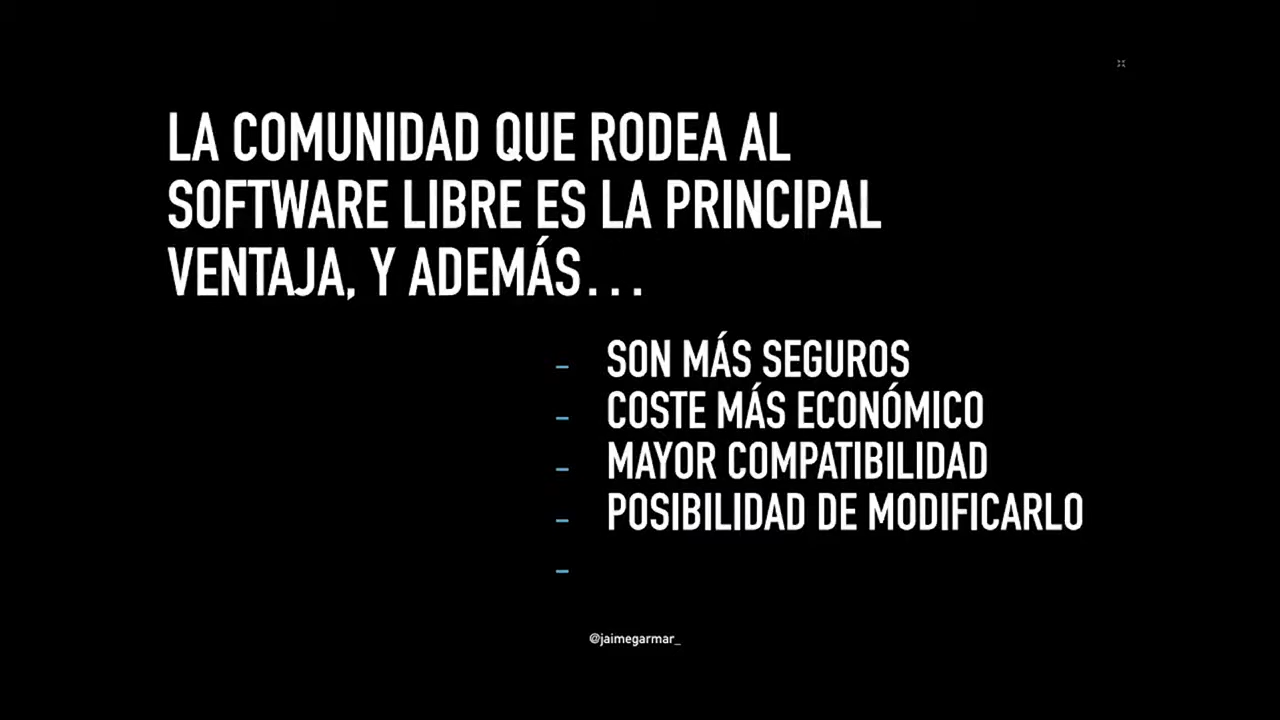 LA COMUNIDAD QUE RODEA AL
SOFTWARE LIBRE ES LA PRINCIPAL
VENTAJA, Y ADEMÁS...
- SON MÁS SEGUROS
- COSTE MÁS ECONÓMICO
- MAYOR COMPATIBILIDAD
- POSIBILIDAD DE MODIFICARLO
-
@jaimegarmar_